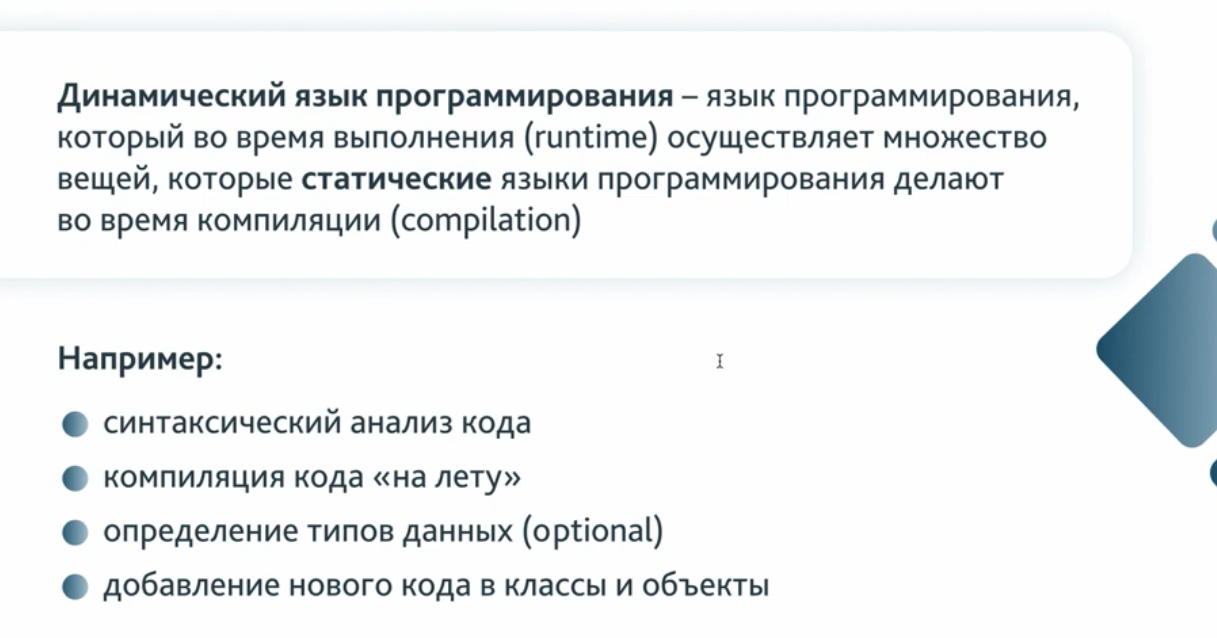 Динамический язык программирования – язык программирования,
который во время выполнения (runtime) осуществляет множество
вещей, которые статические языки программирования делают
во время компиляции (compilation)
Например:
синтаксический анализ кода
компиляция кода «на лету»
определение типов данных (optional)
добавление нового кода в классы и объекты